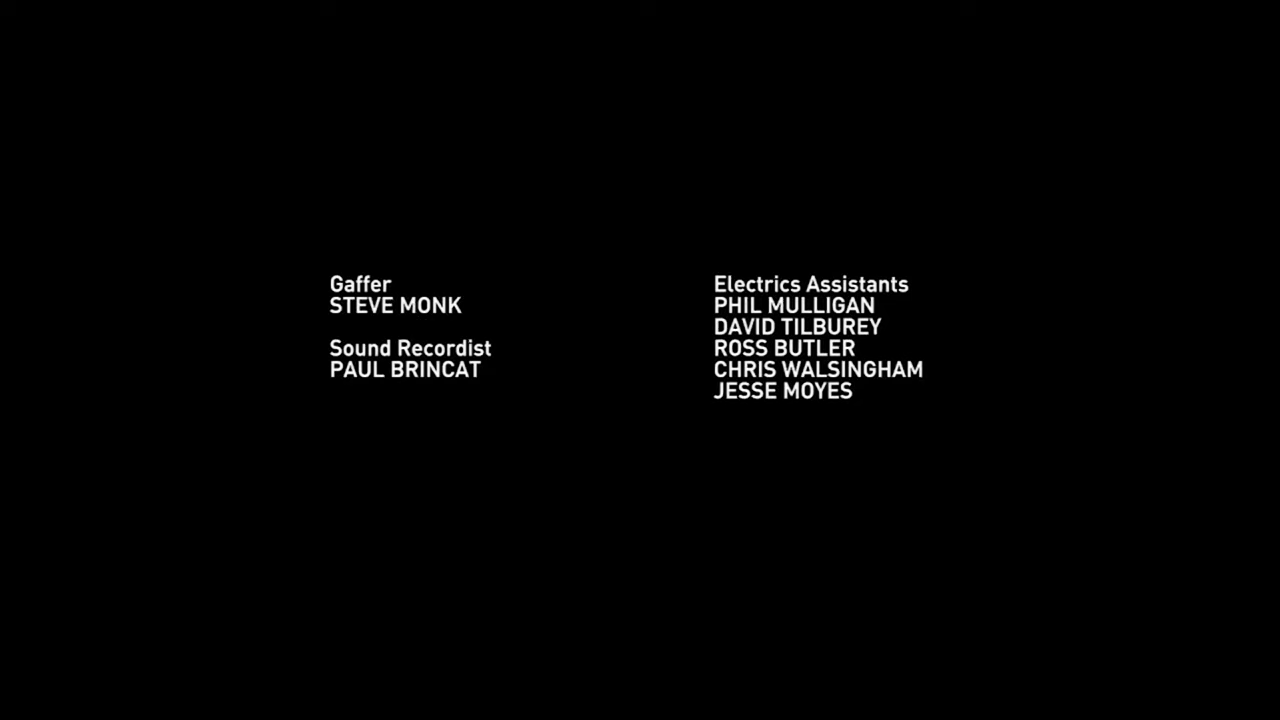 Gaffer
STEVE MONK
Sound Recordist
PAUL BRINCAT
Electrics Assistants
PHIL MULLIGAN
DAVID TILBUREY
ROSS BUTLER
CHRIS WALSINGHAM
JESSE MOYES